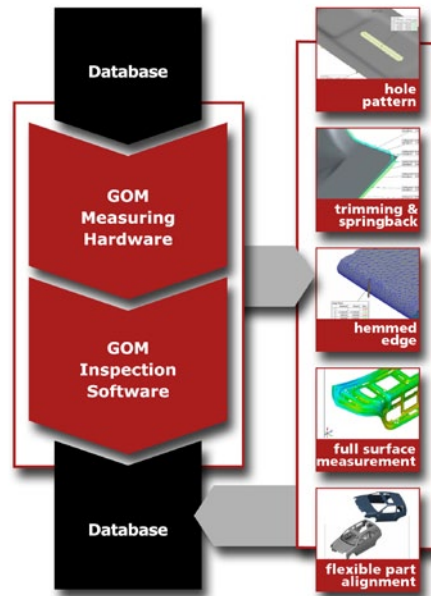 Database
GOM
Measuring
Hardware
GOM
Inspection
Software
Database
hole
pattern
trimming &
springback
hemmed
edge
full surface
measurement
flexible part
alignment